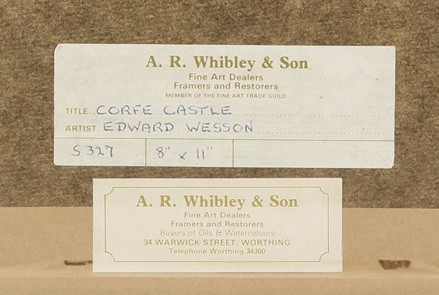 A. R. Whibley & Son
Fine Art Dealers
Framers and Restorers
MEMBER OF THE FINE ART TRADE GUILD
TITLE CORFE CASTLE
ARTIST EDWARD WESSON
S 327 8" x 11"
A. R. Whibley & Son
Fine Art Dealers
Framers and Restorers
Buyers of Oils & Watercolours
34 WARWICK STREET, WORTHING
Telephone Worthing 34360